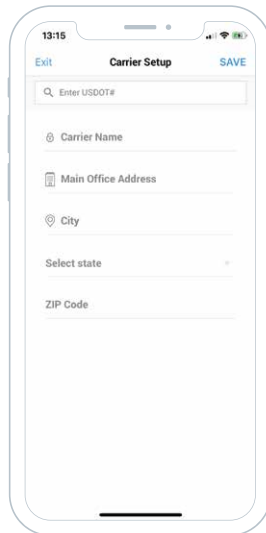 13:15
Exit Carrier Setup SAVE
Enter USDOT#
Carrier Name
Main Office Address
City
Select state
ZIP Code